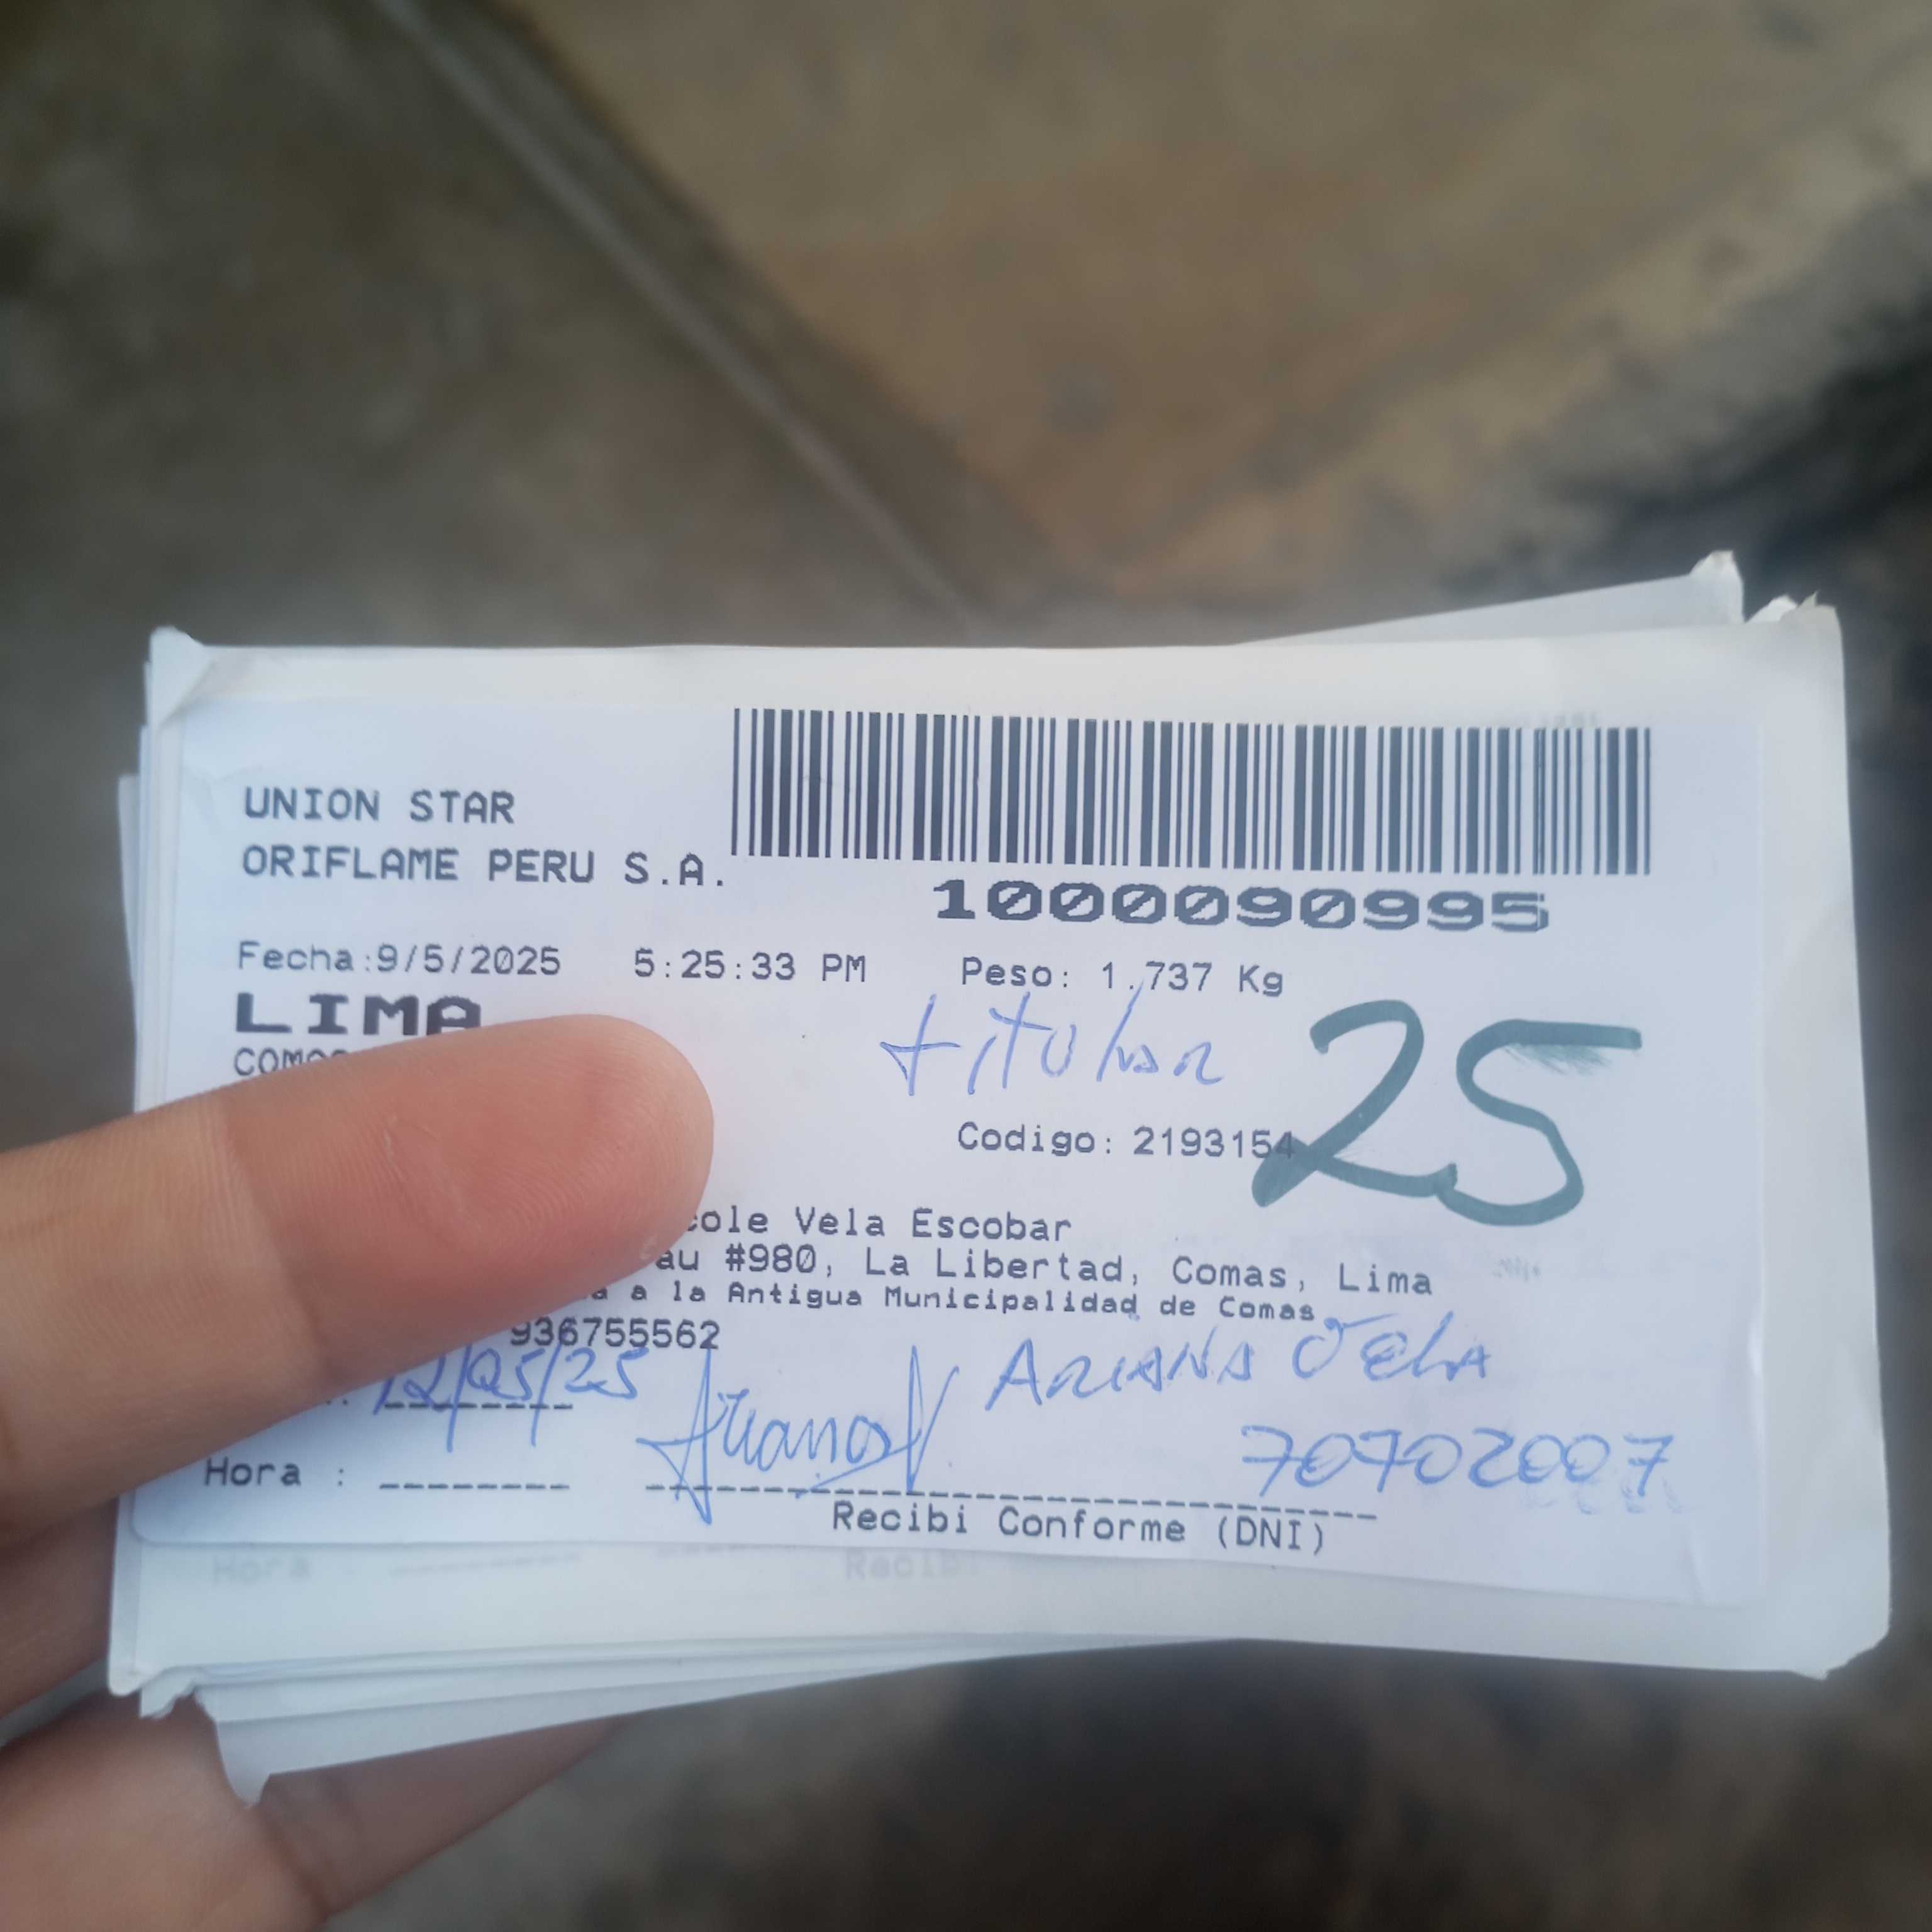 UNION STAR
ORIFLAME PERU S.A.
1000090995
Fecha:9/5/2025 5:25:33 PM Peso: 1.737 Kg
LIMA
titular
25
Codigo: 2193154
Vela Escobar
#980, La Libertad, Comas, Lima
a la Antigua Municipalidad de Comas
936755562
12/05/25
ARIANA VELA
70702007
Hora :
Recibi Conforme (DNI)